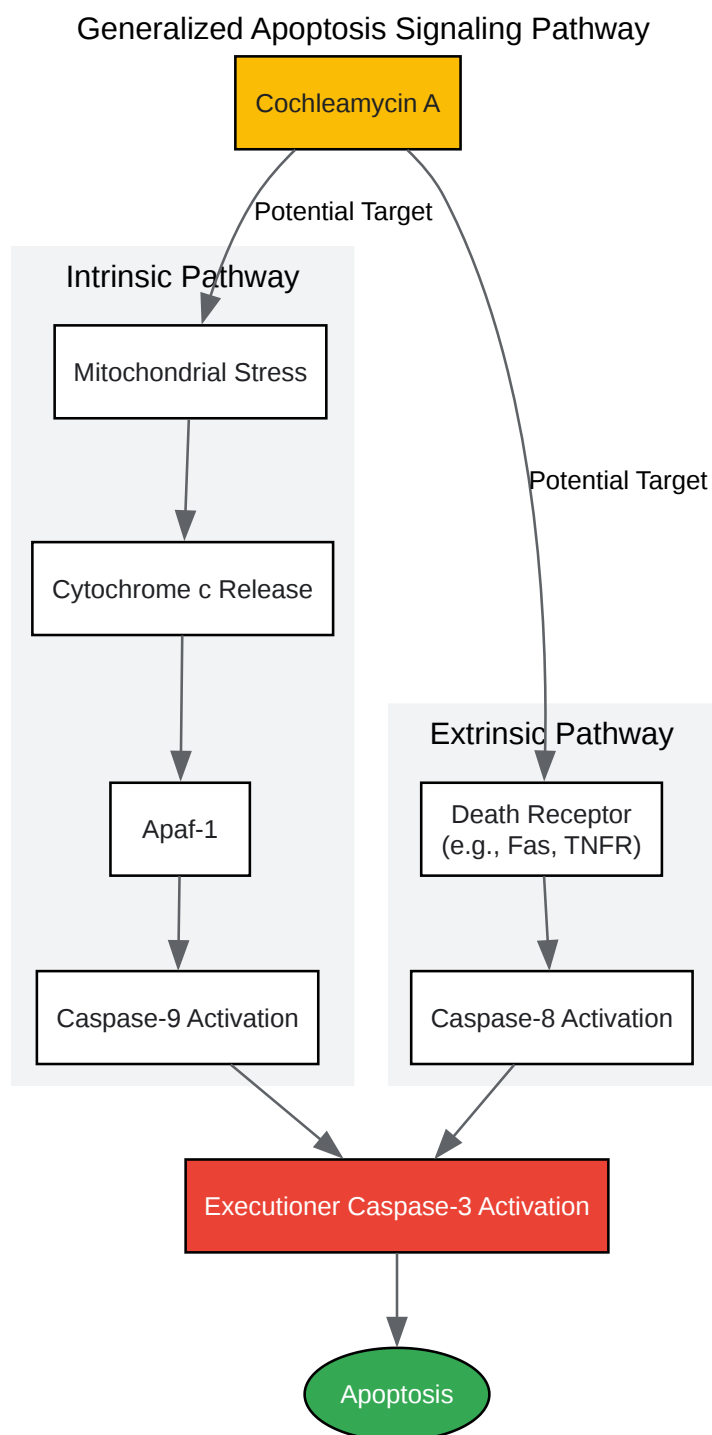 Generalized Apoptosis Signaling Pathway
Cochleamycin A
Potential Target
Intrinsic Pathway
Mitochondrial Stress
Potential Target
Cytochrome c Release
Extrinsic Pathway
Apaf-1
Death Receptor
(e.g., Fas, TNFR)
Caspase-9 Activation
Caspase-8 Activation
Executioner Caspase-3 Activation
Apoptosis